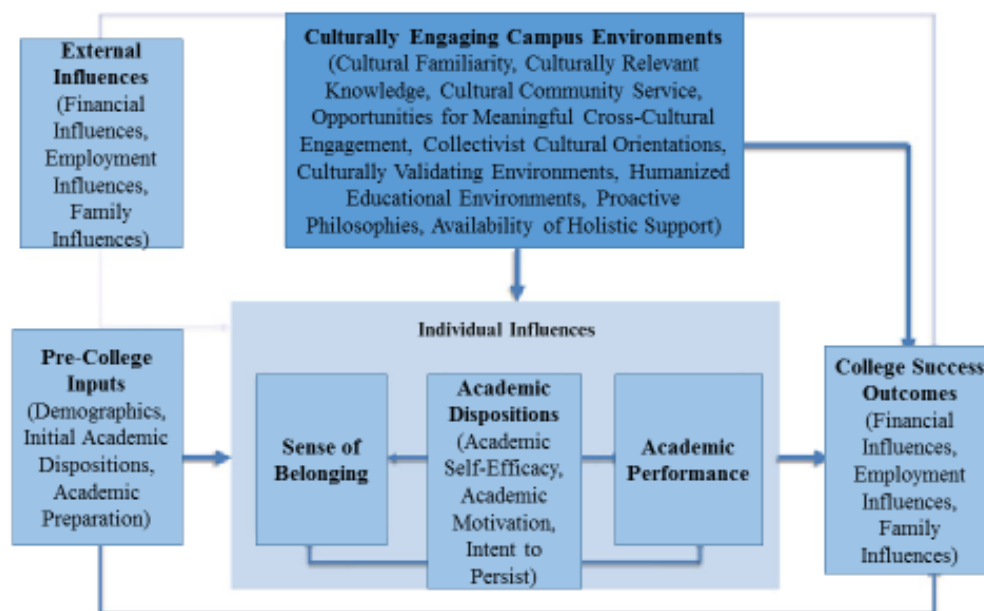 External
Influences
(Financial
Influences,
Employment
Influences,
Family
Influences)
Culturally Engaging Campus Environments
(Cultural Familiarity, Culturally Relevant
Knowledge, Cultural Community Service,
Opportunities for Meaningful Cross-Cultural
Engagement, Collectivist Cultural Orientations,
Culturally Validating Environments, Humanized
Educational Environments, Proactive
Philosophies, Availability of Holistic Support)
Pre-College
Inputs
(Demographics,
Initial Academic
Dispositions,
Academic
Preparation)
Individual Influences
Sense of
Belonging
Academic
Dispositions
(Academic
Self-Efficacy,
Academic
Motivation,
Intent to
Persist)
Academic
Performance
College Success
Outcomes
(Financial
Influences,
Employment
Influences,
Family
Influences)